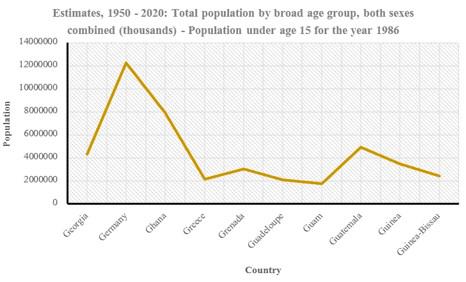 Estimates, 1950 - 2020: Total population by broad age group, both sexes
combined (thousands) - Population under age 15 for the year 1986
14000000
12000000
10000000
8000000
6000000
4000000
2000000
0
Population
Georgia
Germany
Ghana
Greece
Grenada
Guadeloupe
Guam
Guatemala
Guinea
Guinea-Bissau
Country